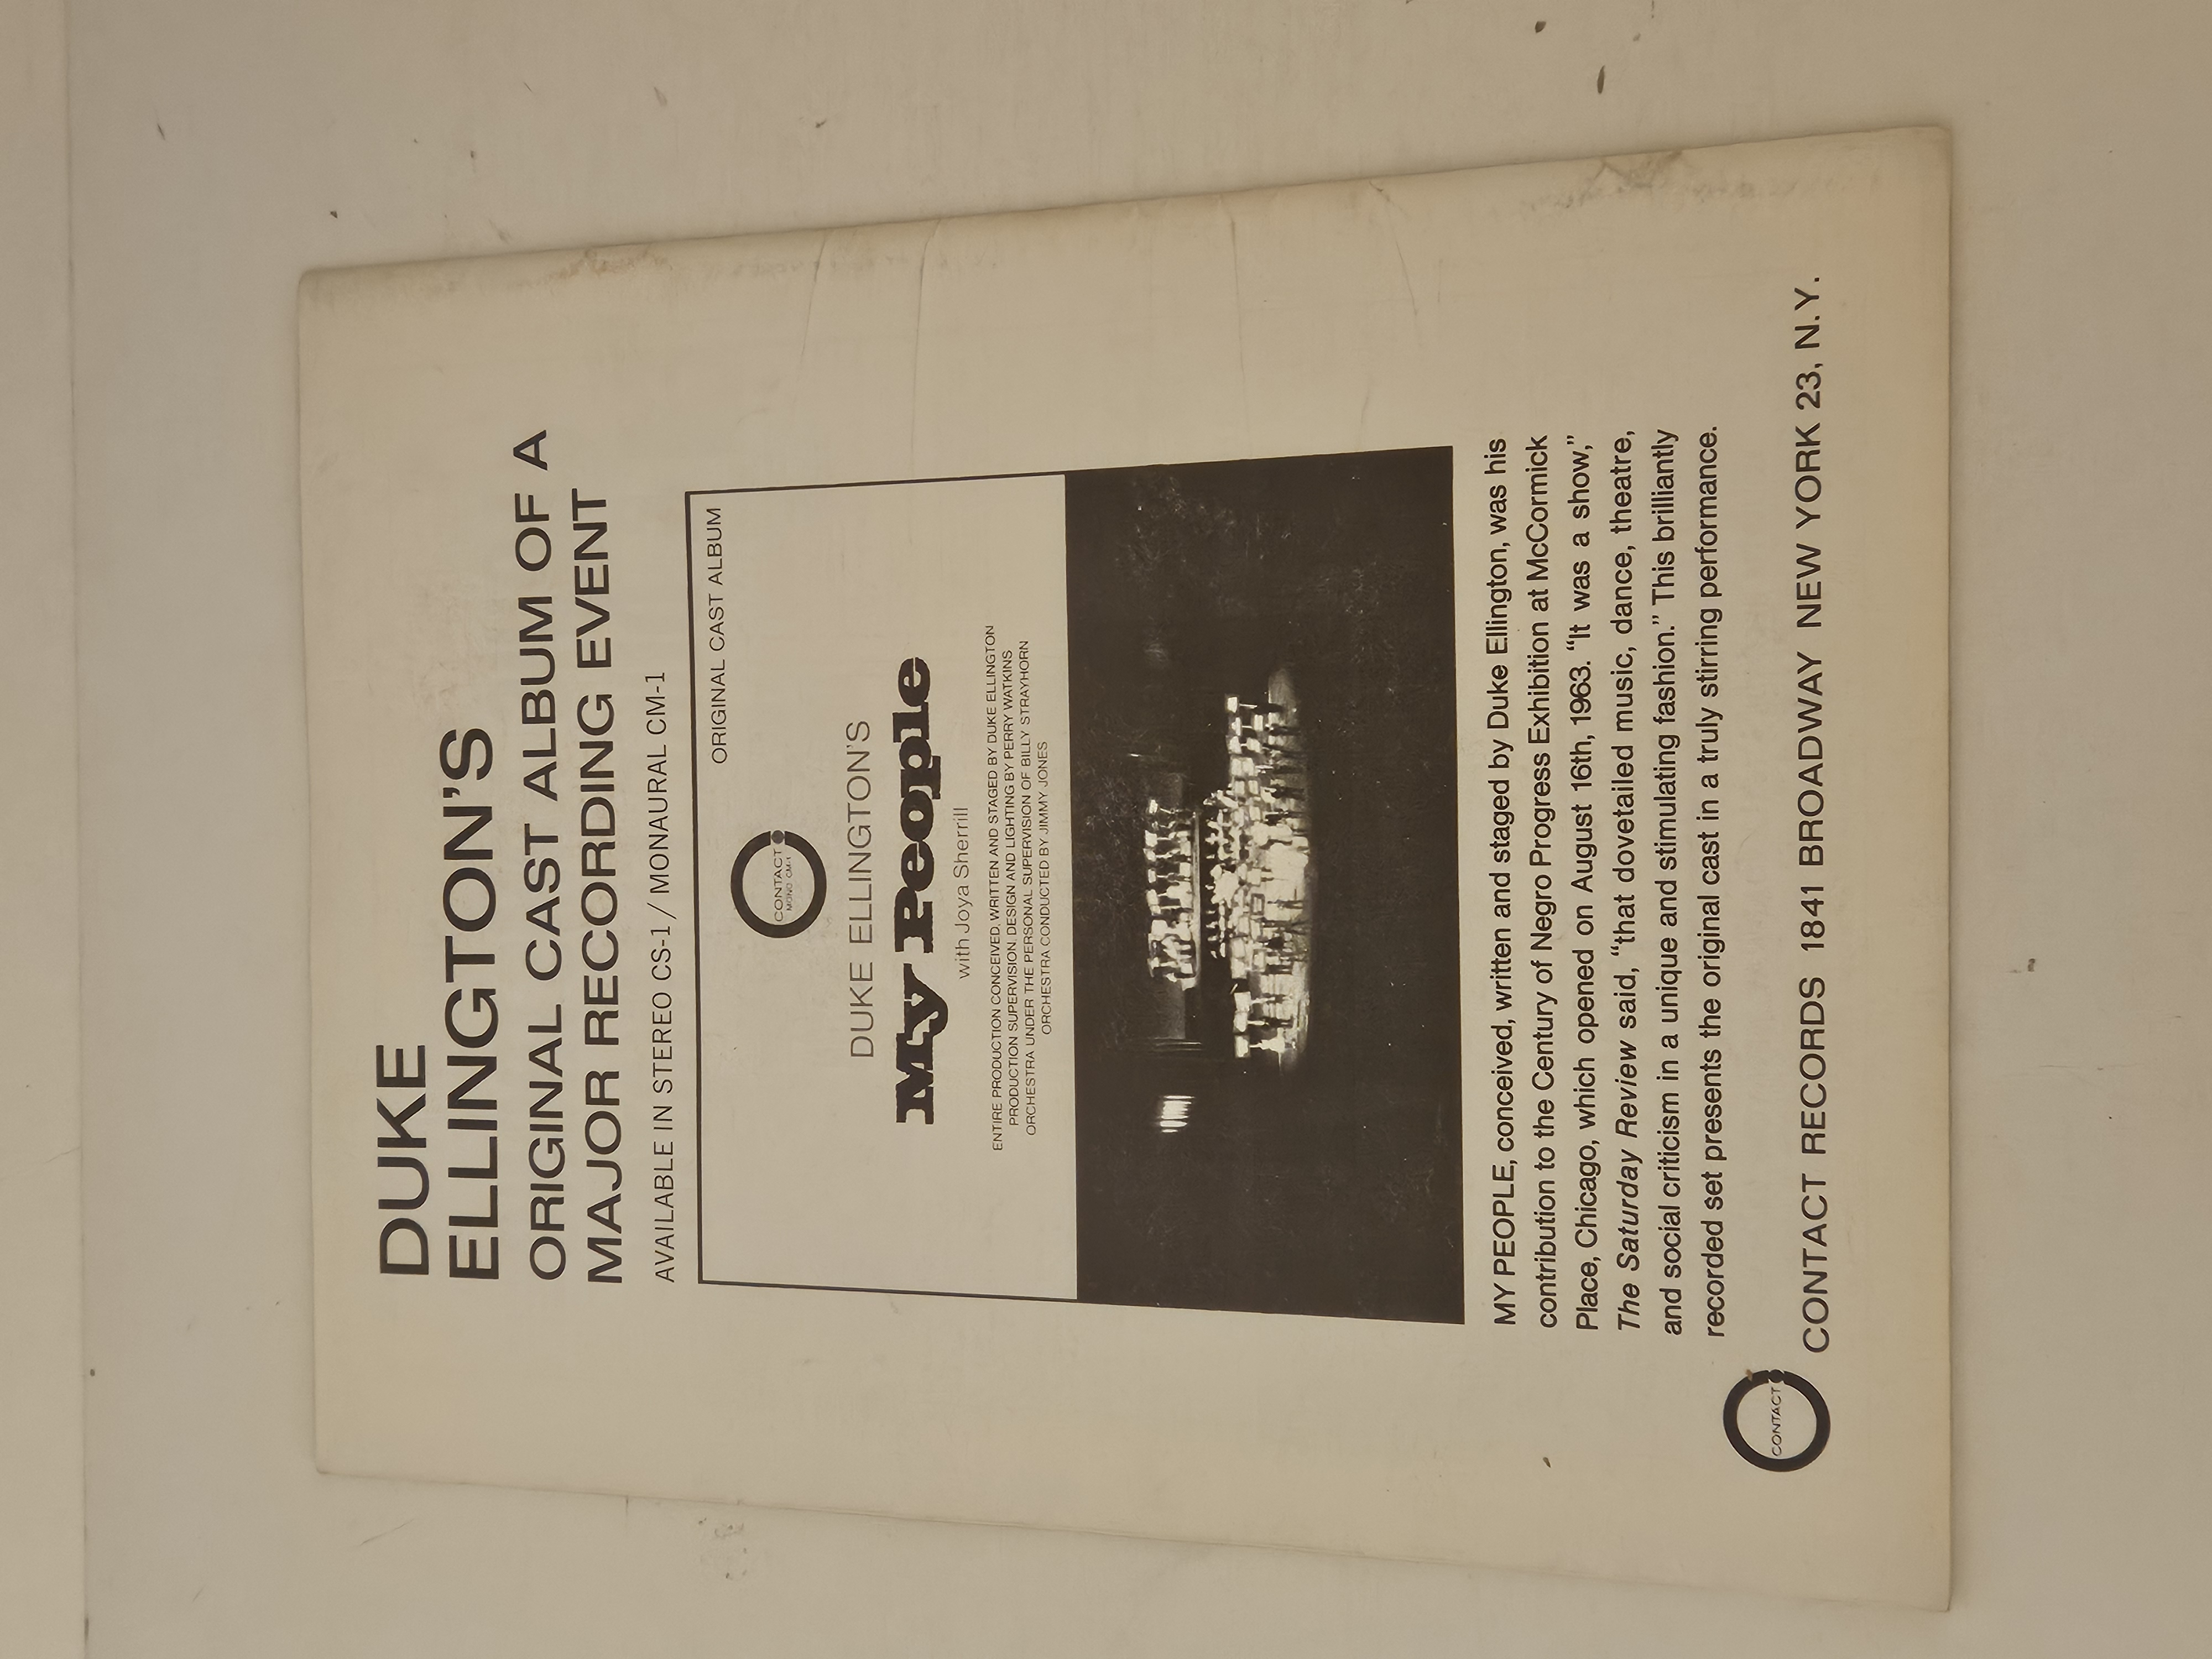 DUKE
ELLINGTON'S
ORIGINAL CAST ALBUM OF A
MAJOR RECORDING EVENT
AVAILABLE IN STEREO CS-1 / MONAURAL CM-1
ORIGINAL CAST ALBUM
CONTACT
MONO CM-1
DUKE ELLINGTON'S
My People
with Joya Sherrill
ENTIRE PRODUCTION CONCEIVED, WRITTEN AND STAGED BY DUKE ELLINGTON
PRODUCTION SUPERVISION, DESIGN AND LIGHTING BY PERRY WATKINS
ORCHESTRA UNDER THE PERSONAL SUPERVISION OF BILLY STRAYHORN
ORCHESTRA CONDUCTED BY JIMMY JONES
MY PEOPLE, conceived, written and staged by Duke Ellington, was his
contribution to the Century of Negro Progress Exhibition at McCormick
Place, Chicago, which opened on August 16th, 1963. “It was a show,”
The Saturday Review said, “that dovetailed music, dance, theatre,
and social criticism in a unique and stimulating fashion.” This brilliantly
recorded set presents the original cast in a truly stirring performance.
CONTACT
CONTACT RECORDS 1841 BROADWAY NEW YORK 23, N.Y.